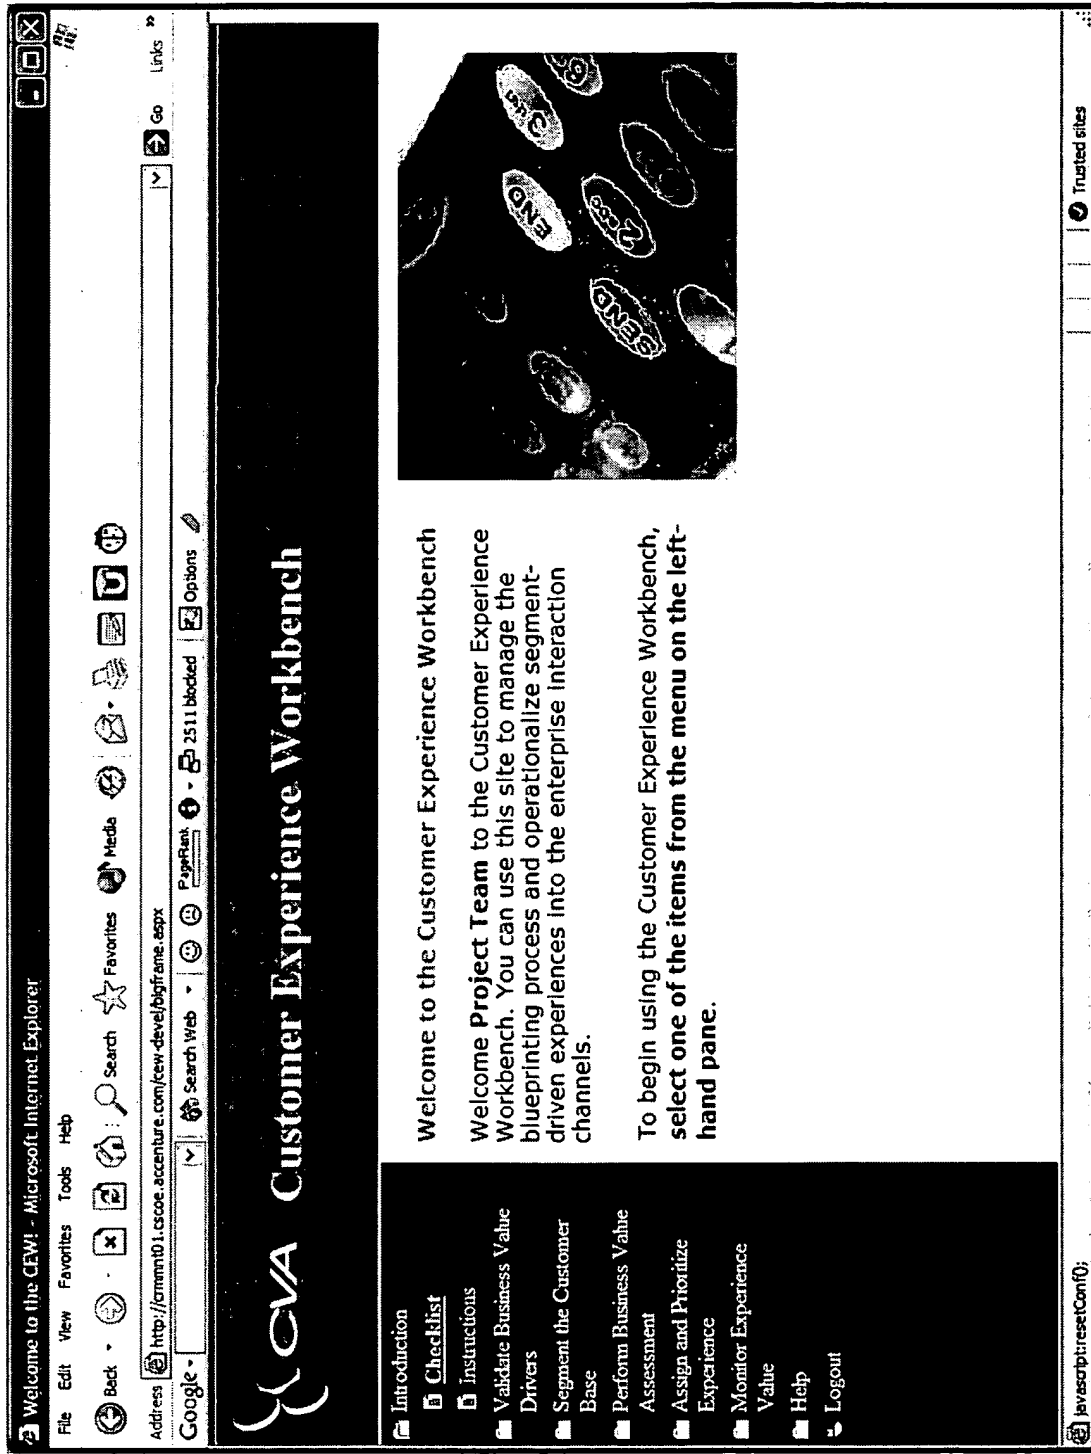 Welcome to the CEW! - Microsoft Internet Explorer
File Edit View Favorites Tools Help
Back Search Favorites Media
Address http://crmnt01.cscoe.accenture.com/cew-devel/bigframe.aspx Go Links »
Google Search Web PageRank 2511 blocked Options
CVA Customer Experience Workbench
Introduction
Checklist
Instructions
Validate Business Value
Drivers
Segment the Customer
Base
Perform Business Value
Assessment
Assign and Prioritize
Experience
Monitor Experience
Value
Help
Logout
Welcome to the Customer Experience Workbench
Welcome Project Team to the Customer Experience
Workbench. You can use this site to manage the
blueprinting process and operationalize segment-
driven experiences into the enterprise interaction
channels.
To begin using the Customer Experience Workbench,
select one of the items from the menu on the left-
hand pane.
END
SEND
2 abc
3 def
javascript:resetConf(); Trusted sites